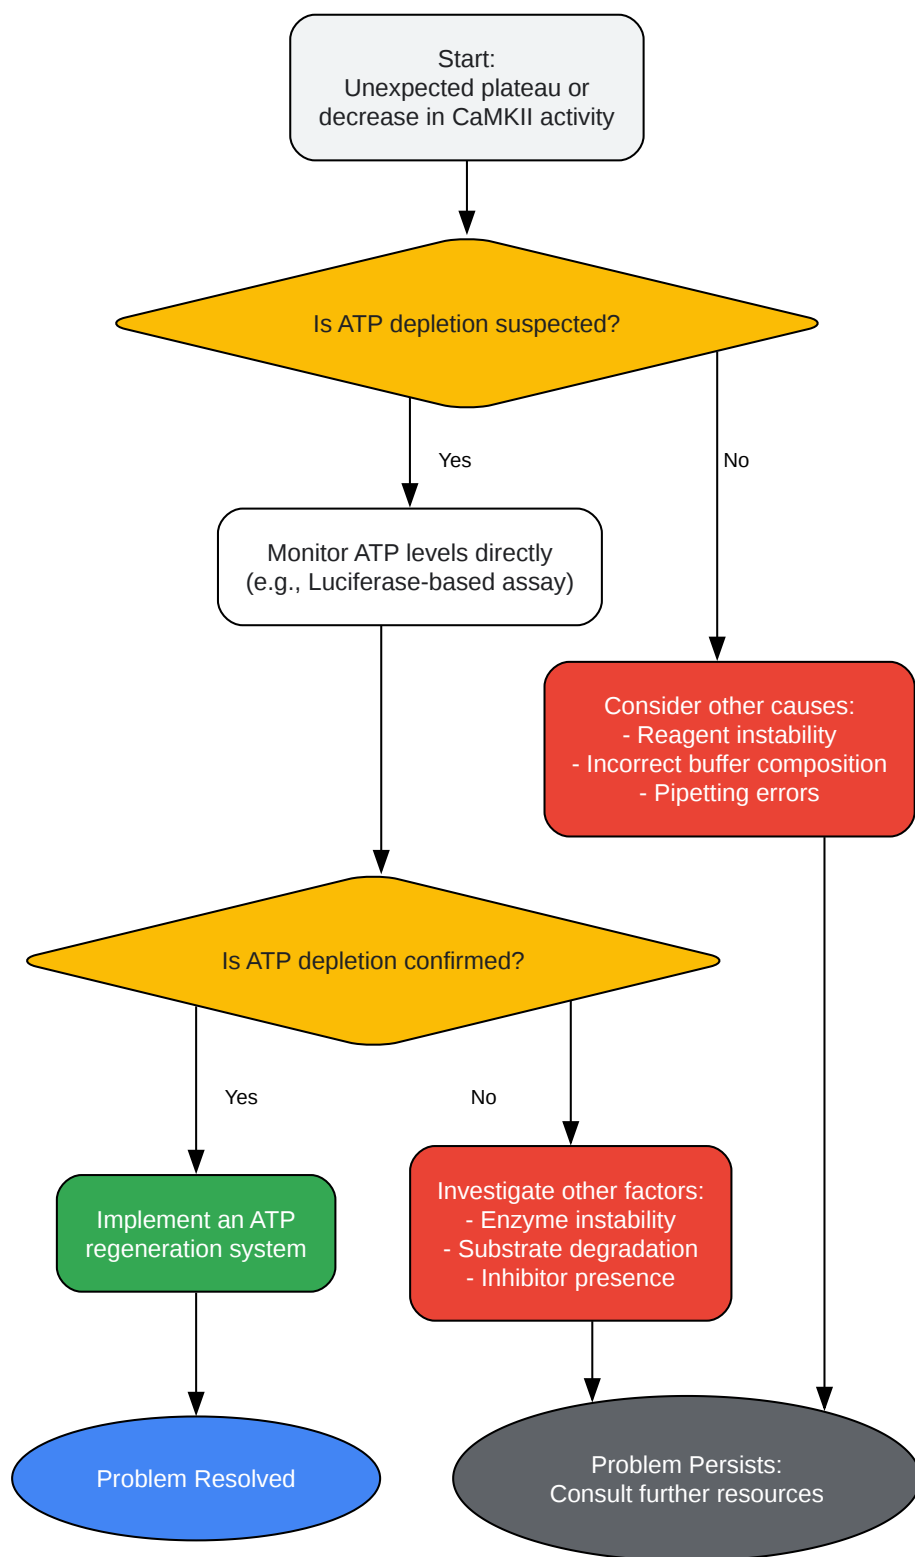 Start:
Unexpected plateau or
decrease in CaMKII activity
Is ATP depletion suspected?
Yes
No
Monitor ATP levels directly
(e.g., Luciferase-based assay)
Consider other causes:
- Reagent instability
- Incorrect buffer composition
- Pipetting errors
Is ATP depletion confirmed?
Yes
No
Implement an ATP
regeneration system
Investigate other factors:
- Enzyme instability
- Substrate degradation
- Inhibitor presence
Problem Resolved
Problem Persists:
Consult further resources